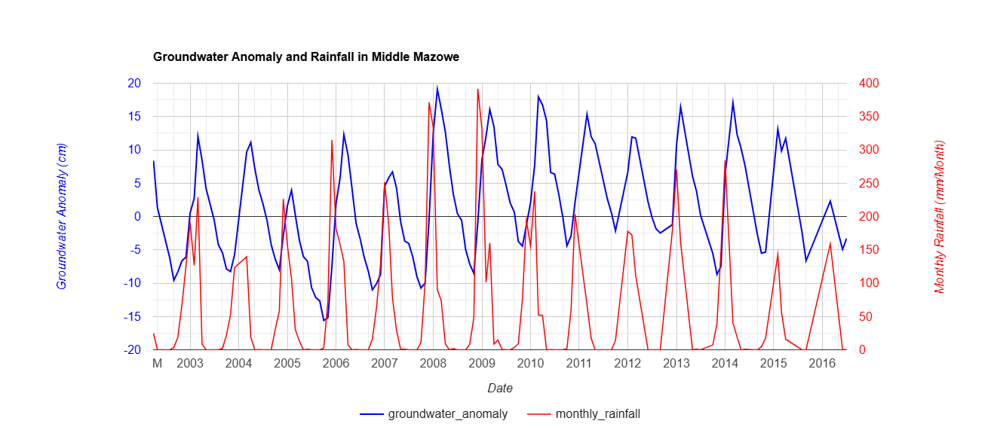 Groundwater Anomaly and Rainfall in Middle Mazowe
20 400
15 350
10 300
5 250
0 200
-5 150
-10 100
-15 50
-20 0
Groundwater Anomaly (cm)
Monthly Rainfall (mm/Month)
M 2003 2004 2005 2006 2007 2008 2009 2010 2011 2012 2013 2014 2015 2016
Date
groundwater_anomaly monthly_rainfall